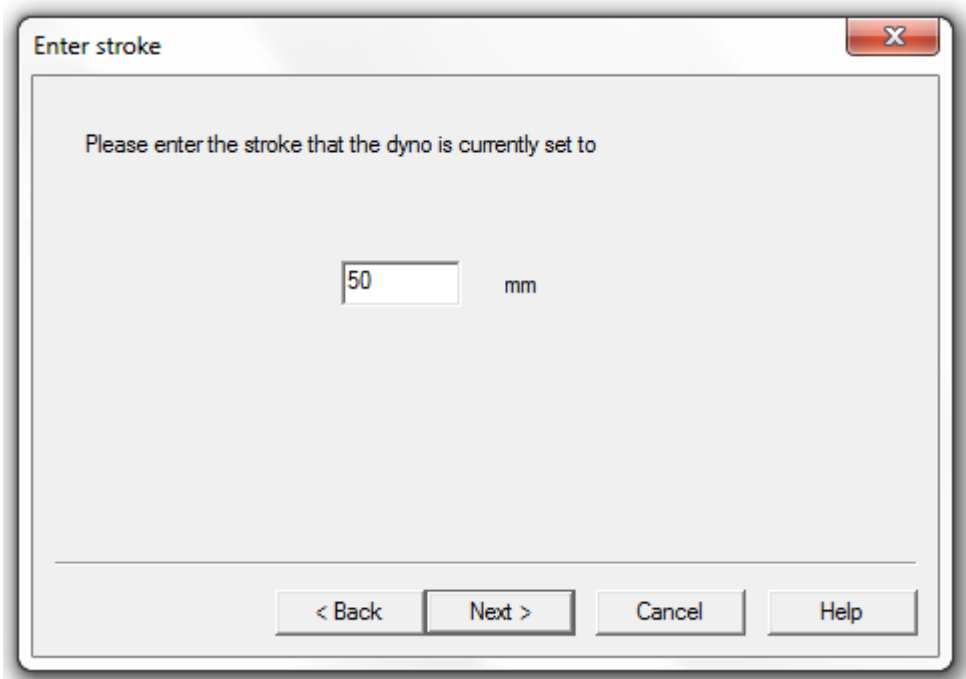 Enter stroke
Please enter the stroke that the dyno is currently set to
50 mm
< Back Next > Cancel Help